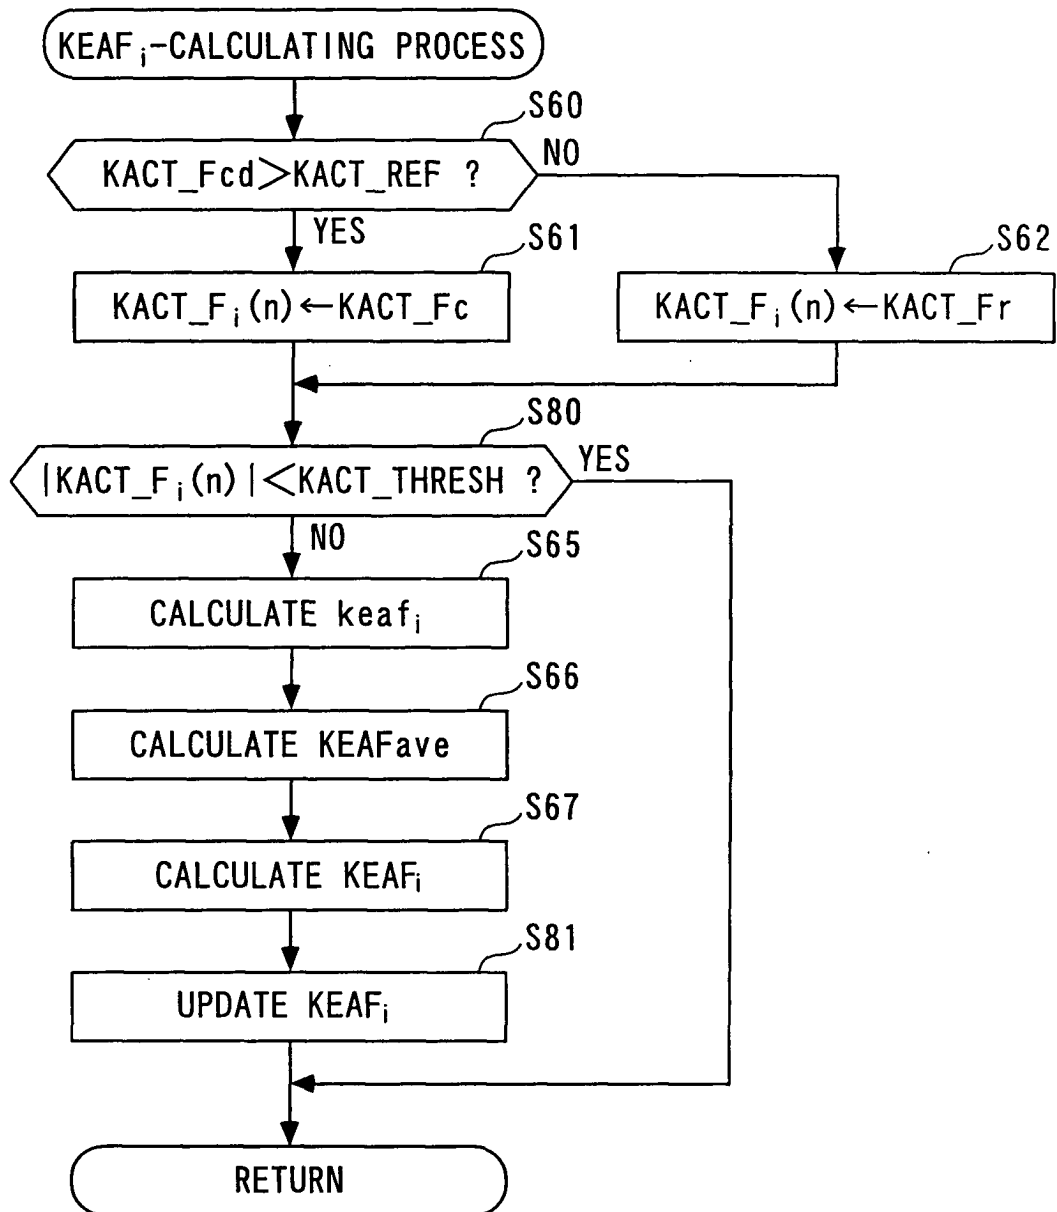 KEAFi-CALCULATING PROCESS
S60
KACT_Fcd>KACT_REF ?
NO
YES
S61
S62
KACT_Fi(n)←KACT_Fc
KACT_Fi(n)←KACT_Fr
S80
|KACT_Fi(n)|<KACT_THRESH ?
YES
NO
S65
CALCULATE keafi
S66
CALCULATE KEAFave
S67
CALCULATE KEAFi
S81
UPDATE KEAFi
RETURN